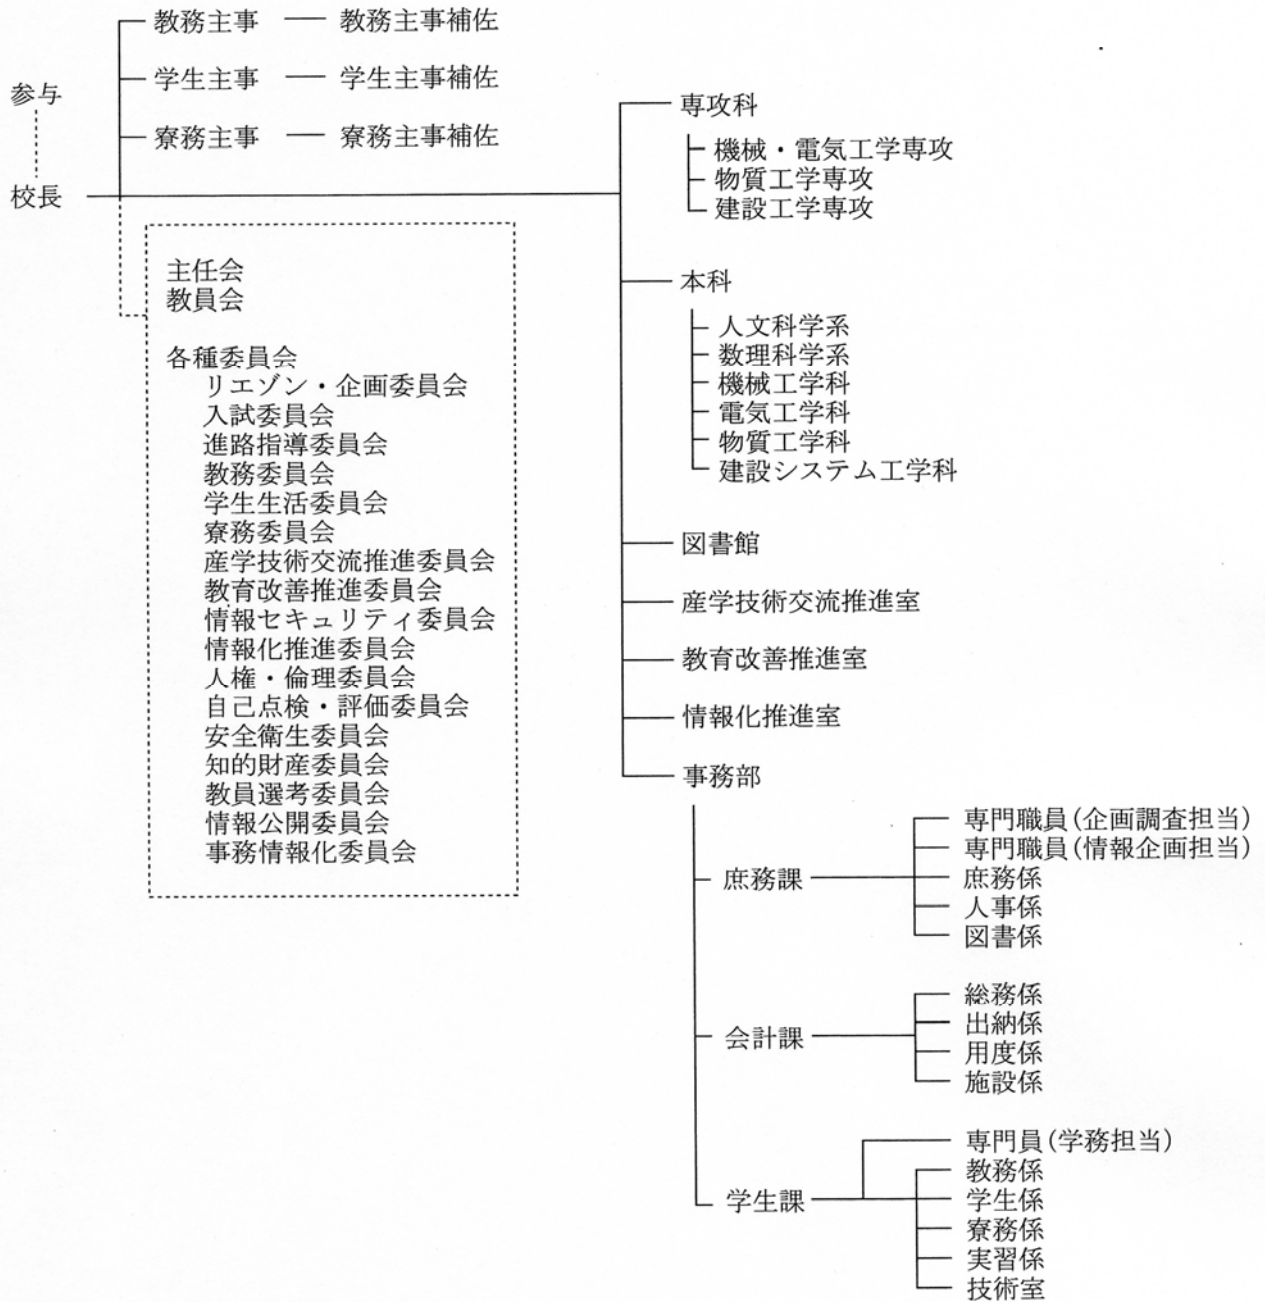 教務主事 教務主事補佐
学生主事 学生主事補佐
寮務主事 寮務主事補佐
参与
校長
主任会
教員会
各種委員会
リエゾン・企画委員会
入試委員会
進路指導委員会
教務委員会
学生生活委員会
寮務委員会
産学技術交流推進委員会
教育改善推進委員会
情報セキュリティ委員会
情報化推進委員会
人権・倫理委員会
自己点検・評価委員会
安全衛生委員会
知的財産委員会
教員選考委員会
情報公開委員会
事務情報化委員会
専攻科
機械・電気工学専攻
物質工学専攻
建設工学専攻
本科
人文科学系
数理科学系
機械工学科
電気工学科
物質工学科
建設システム工学科
図書館
産学技術交流推進室
教育改善推進室
情報化推進室
事務部
庶務課
専門職員(企画調査担当)
専門職員(情報企画担当)
庶務係
人事係
図書係
会計課
総務係
出納係
用度係
施設係
学生課
専門員(学務担当)
教務係
学生係
寮務係
実習係
技術室